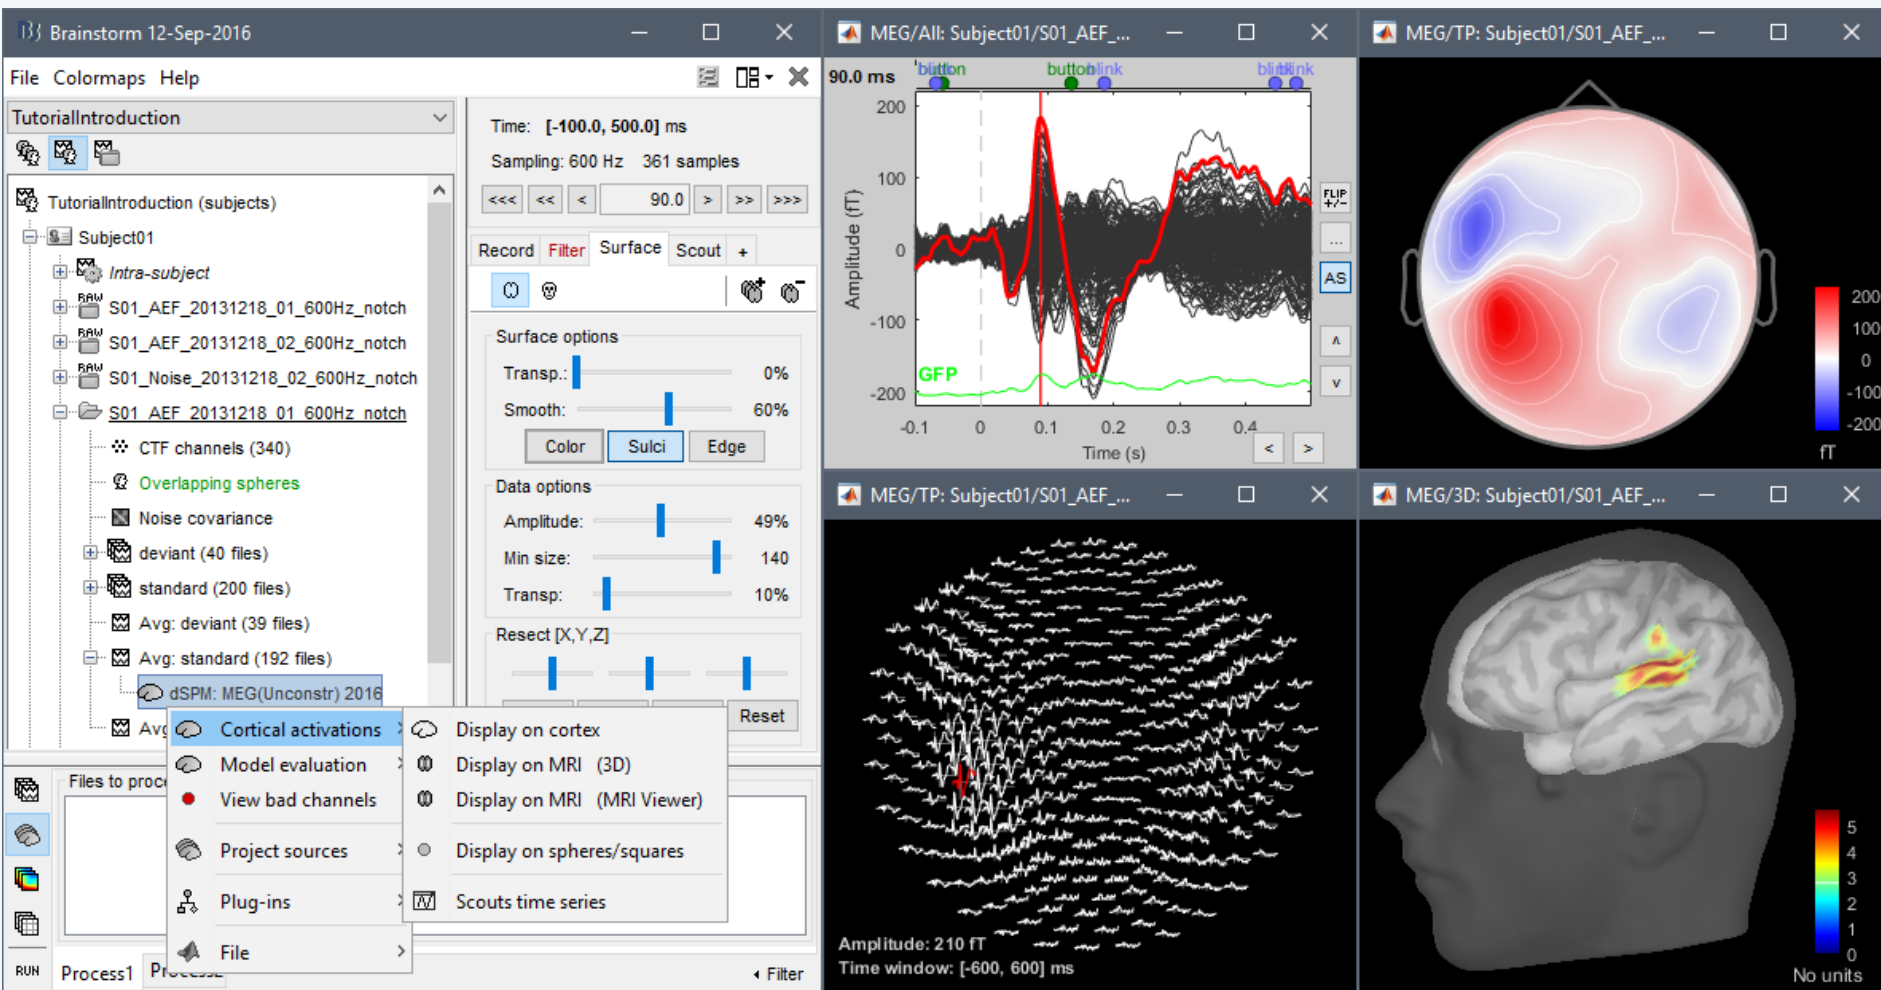 Brainstorm 12-Sep-2016
File Colormaps Help
TutorialIntroduction
TutorialIntroduction (subjects)
Subject01
Intra-subject
RAW S01_AEF_20131218_01_600Hz_notch
RAW S01_AEF_20131218_02_600Hz_notch
RAW S01_Noise_20131218_02_600Hz_notch
S01_AEF_20131218_01_600Hz_notch
CTF channels (340)
Overlapping spheres
Noise covariance
deviant (40 files)
standard (200 files)
Avg: deviant (39 files)
Avg: standard (192 files)
dSPM: MEG(Unconstr) 2016
Avg
Cortical activations
Model evaluation
View bad channels
Project sources
Plug-ins
File
Display on cortex
Display on MRI (3D)
Display on MRI (MRI Viewer)
Display on spheres/squares
Scouts time series
Files to proce
RUN
Process1
Filter
Time: [-100.0, 500.0] ms
Sampling: 600 Hz 361 samples
<<< << < 90.0 > >> >>>
Record Filter Surface Scout +
Surface options
Transp.: 0%
Smooth: 60%
Color Sulci Edge
Data options
Amplitude: 49%
Min size: 140
Transp: 10%
Resect [X,Y,Z]
Reset
MEG/All: Subject01/S01_AEF_...
90.0 ms
blink button button blink blink blink
200
100
0
-100
-200
Amplitude (fT)
GFP
-0.1 0 0.1 0.2 0.3 0.4
Time (s)
FLIP
+/-
...
AS
< >
MEG/TP: Subject01/S01_AEF_...
200
100
0
-100
-200
fT
MEG/TP: Subject01/S01_AEF_...
Amplitude: 210 fT
Time window: [-600, 600] ms
MEG/3D: Subject01/S01_AEF_...
5
4
3
2
1
0
No units